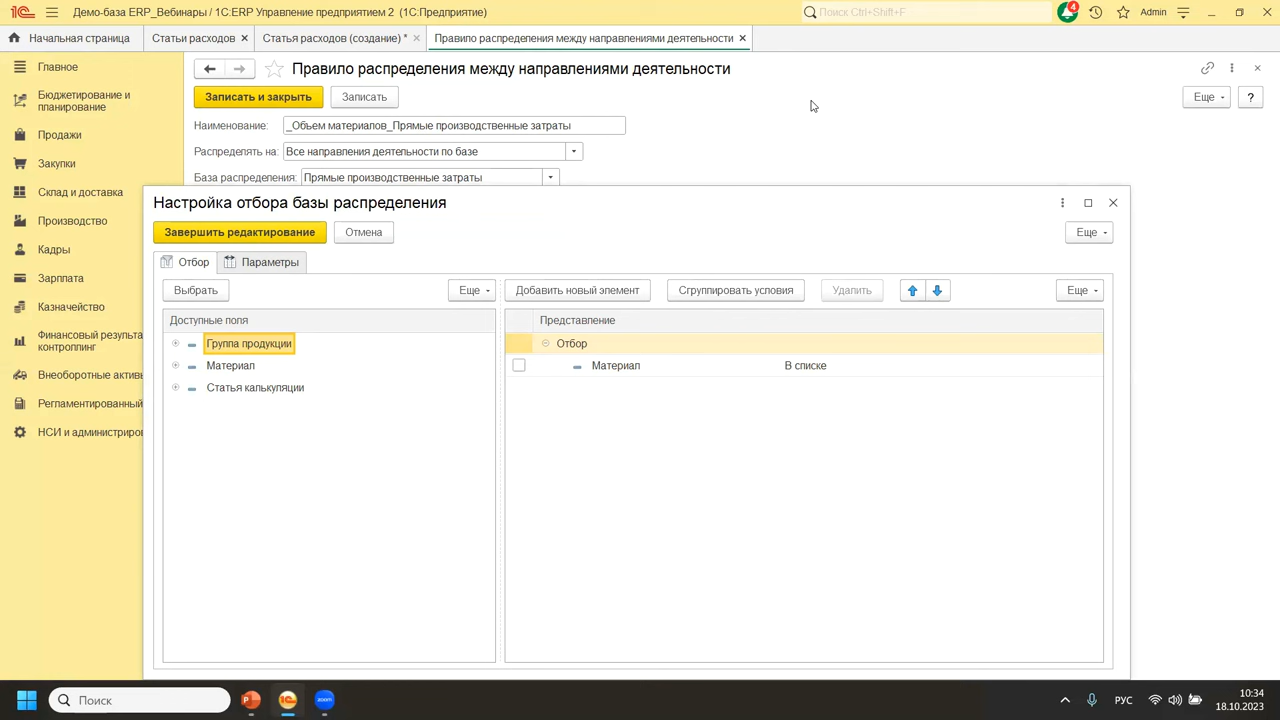 Демо-база ERP_Вебинары / 1С:ERP Управление предприятием 2 (1С:Предприятие)
Поиск Ctrl+Shift+F
4
Admin
Начальная страница
Статьи расходов ×
Статья расходов (создание) * ×
Правило распределения между направлениями деятельности ×
Главное
Бюджетирование и
планирование
Продажи
Закупки
Склад и доставка
Производство
Кадры
Зарплата
Казначейство
Финансовый результа
контроллинг
Внеоборотные актив
Регламентированный
НСИ и администриров
Правило распределения между направлениями деятельности
Записать и закрыть
Записать
Еще
?
Наименование: _Объем материалов_Прямые производственные затраты
Распределять на: Все направления деятельности по базе
База распределения: Прямые производственные затраты
Настройка отбора базы распределения
Завершить редактирование
Отмена
Еще
Отбор
Параметры
Выбрать
Еще
Добавить новый элемент
Сгруппировать условия
Удалить
Еще
Доступные поля
Группа продукции
Материал
Статья калькуляции
Представление
Отбор
Материал В списке
Поиск
zoom
РУС
10:34
18.10.2023